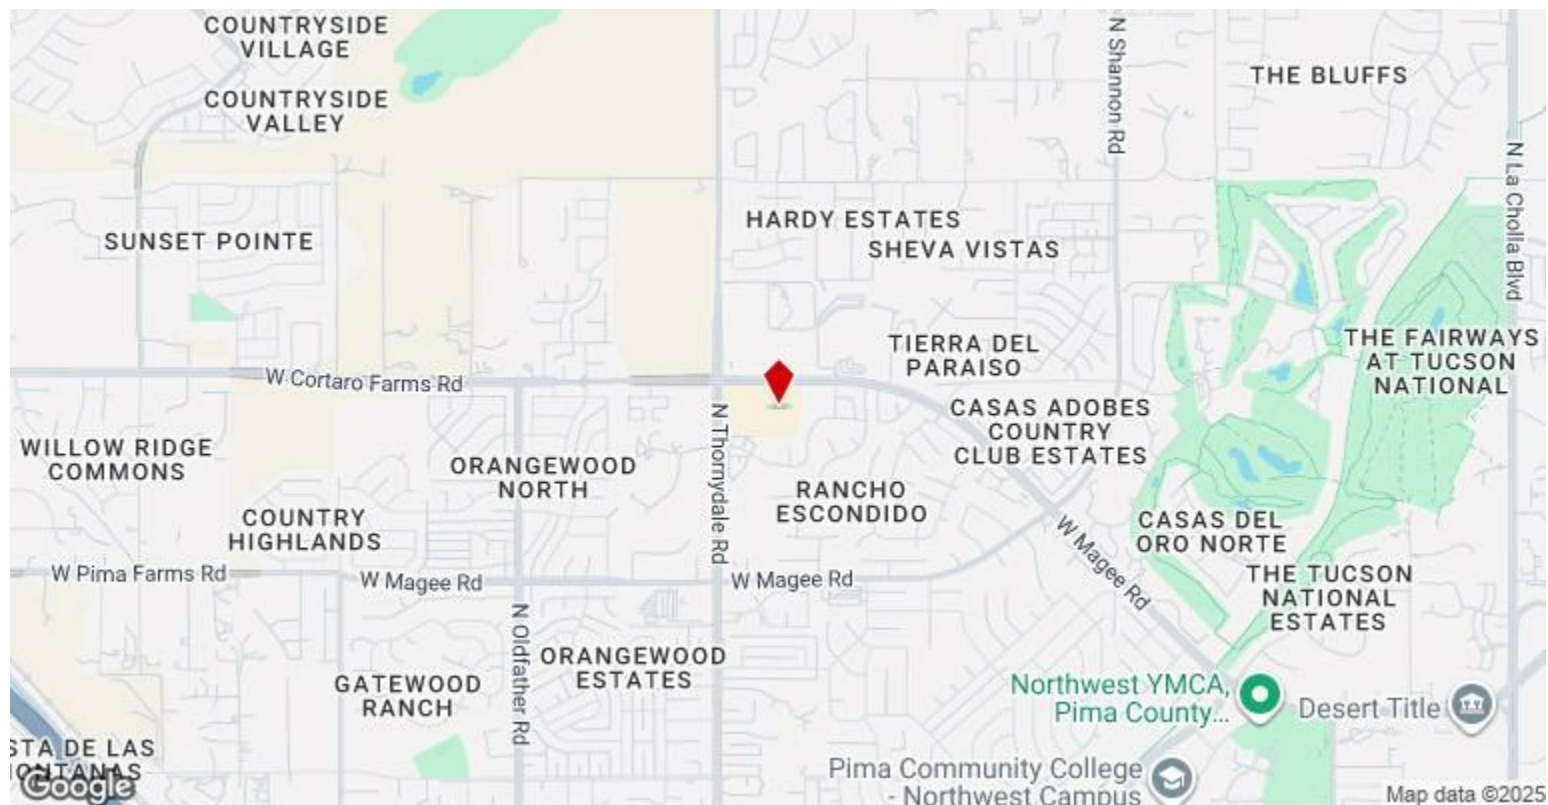 COUNTRYSIDE
VILLAGE
COUNTRYSIDE
VALLEY
N Shannon Rd
THE BLUFFS
N La Cholla Blvd
HARDY ESTATES
SHEVA VISTAS
SUNSET POINTE
TIERRA DEL
PARAISO
THE FAIRWAYS
AT TUCSON
NATIONAL
W Cortaro Farms Rd
N Thornydale Rd
CASAS ADOBES
COUNTRY
CLUB ESTATES
WILLOW RIDGE
COMMONS
ORANGEWOOD
NORTH
RANCHO
ESCONDIDO
COUNTRY
HIGHLANDS
CASAS DEL
ORO NORTE
W Magee Rd
W Pima Farms Rd
W Magee Rd
W Magee Rd
THE TUCSON
NATIONAL
ESTATES
N Oldfather Rd
ORANGEWOOD
ESTATES
GATEWOOD
RANCH
Northwest YMCA,
Pima County...
Desert Title
STA DE LAS
ONTANAS
Google
Pima Community College
- Northwest Campus
Map data ©2025